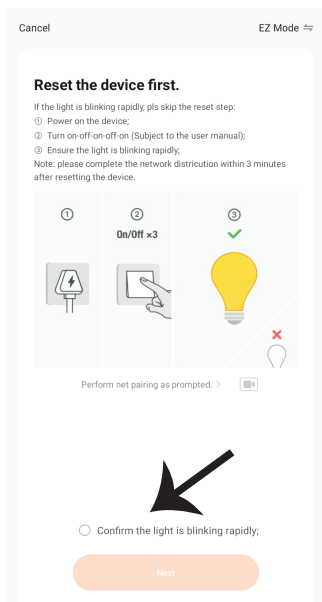 Cancel
EZ Mode
Reset the device first.
If the light is blinking rapidly, pls skip the reset step:
① Power on the device;
② Turn on-off-on-off-on (Subject to the user manual);
③ Ensure the light is blinking rapidly;
Note: please complete the network districution within 3 minutes
after resetting the device.
① ② ③
On/Off ×3
Perform net pairing as prompted. >
Confirm the light is blinking rapidly;
Next